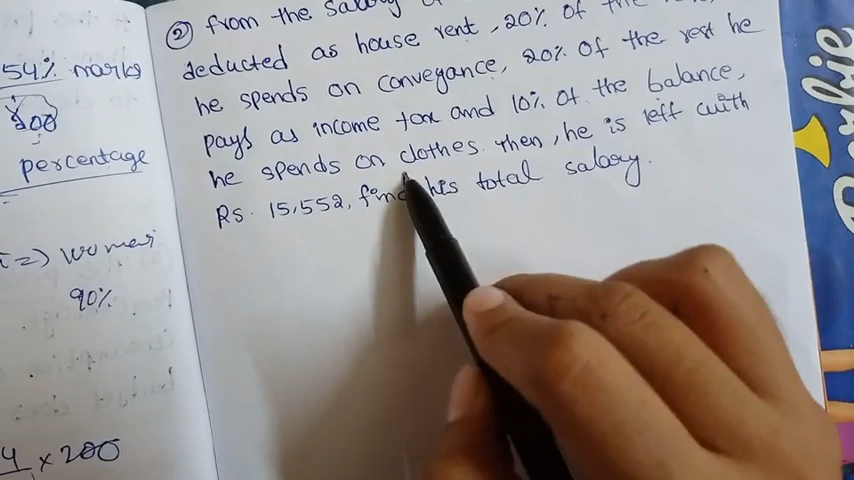 ② from the salary
deducted as house rent, 20% of the
he spends on conveyance, 20% of the rest he
pays as income tax and 10% of the balance,
he spends on clothes. Then, he is left with
Rs. 15,552, find his total salary.
54% marks
200
percentage
women
90%
4 × 200
Barbie